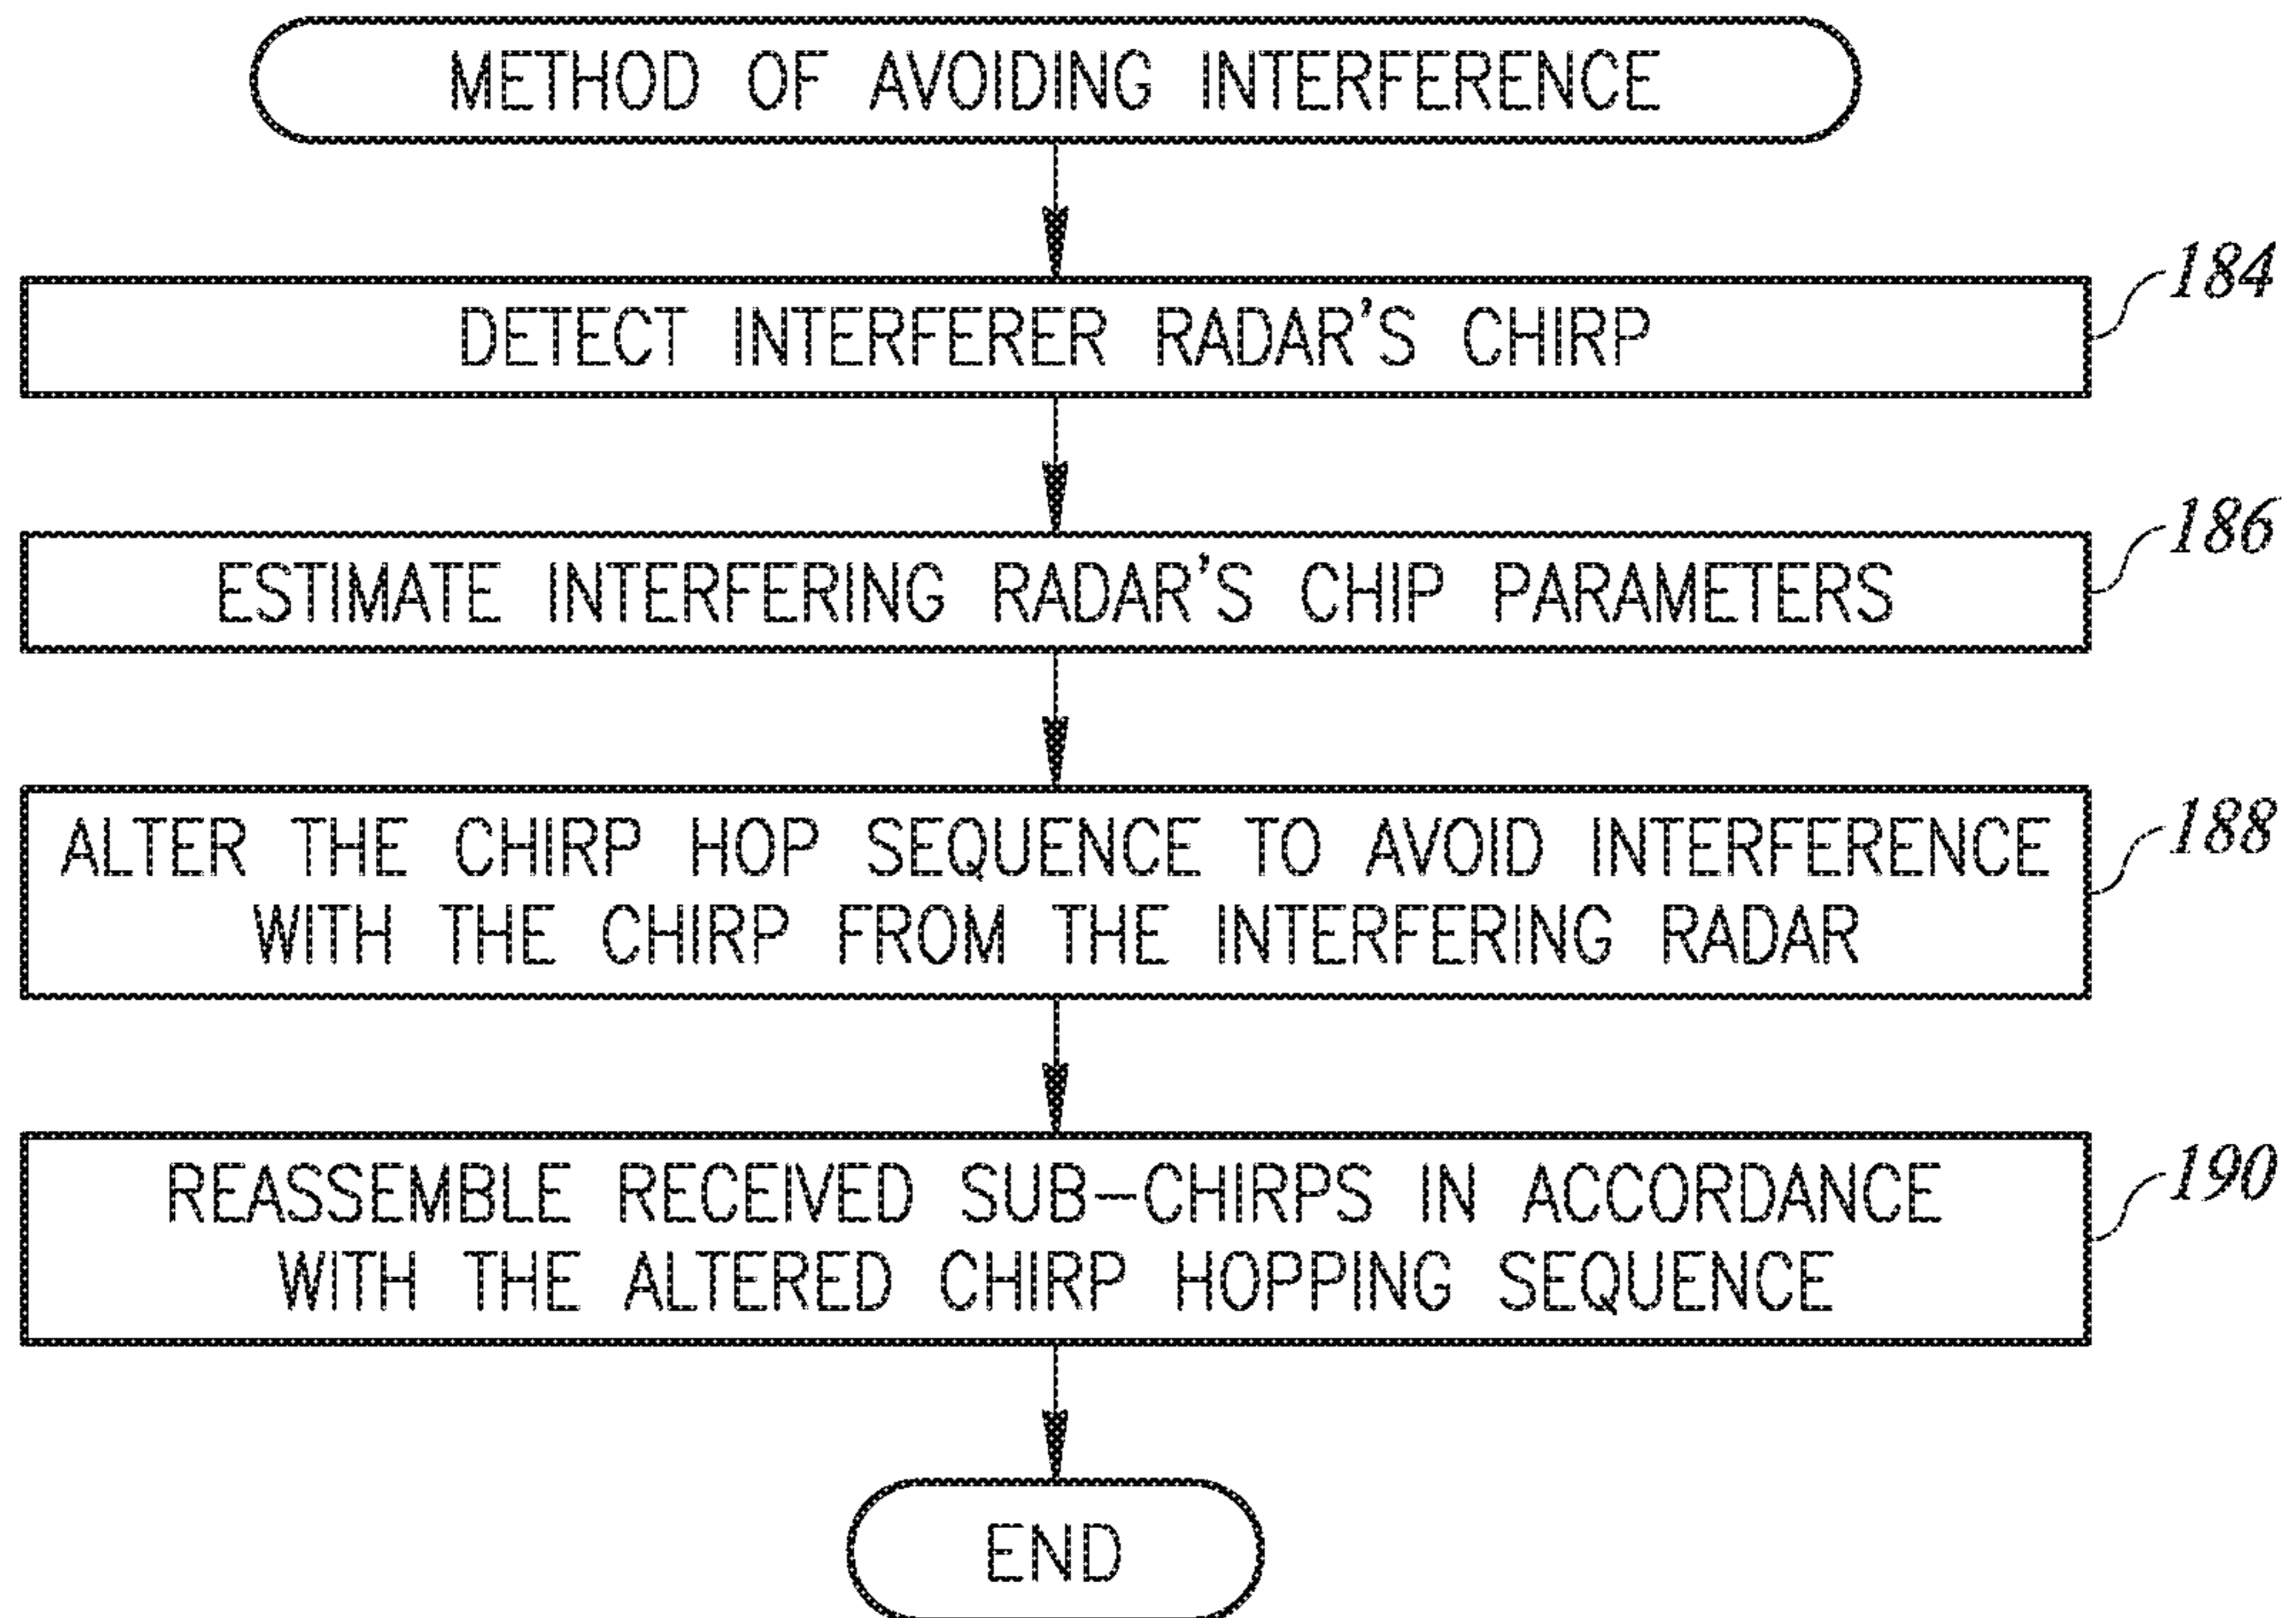 METHOD OF AVOIDING INTERFERENCE
184
DETECT INTERFERER RADAR'S CHIRP
186
ESTIMATE INTERFERING RADAR'S CHIP PARAMETERS
188
ALTER THE CHIRP HOP SEQUENCE TO AVOID INTERFERENCE
WITH THE CHIRP FROM THE INTERFERING RADAR
190
REASSEMBLE RECEIVED SUB-CHIRPS IN ACCORDANCE
WITH THE ALTERED CHIRP HOPPING SEQUENCE
END